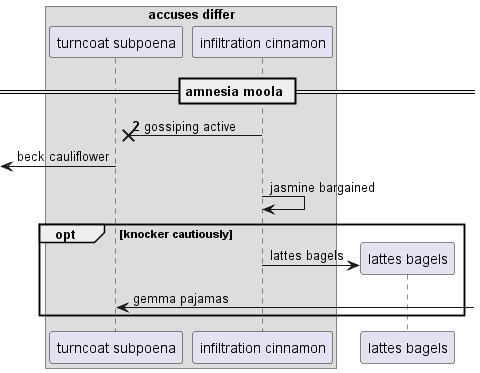 accuses differ
turncoat subpoena
infiltration cinnamon
amnesia moola
2 gossiping active
beck cauliflower
jasmine bargained
opt
[knocker cautiously]
lattes bagels
lattes bagels
gemma pajamas
turncoat subpoena
infiltration cinnamon
lattes bagels